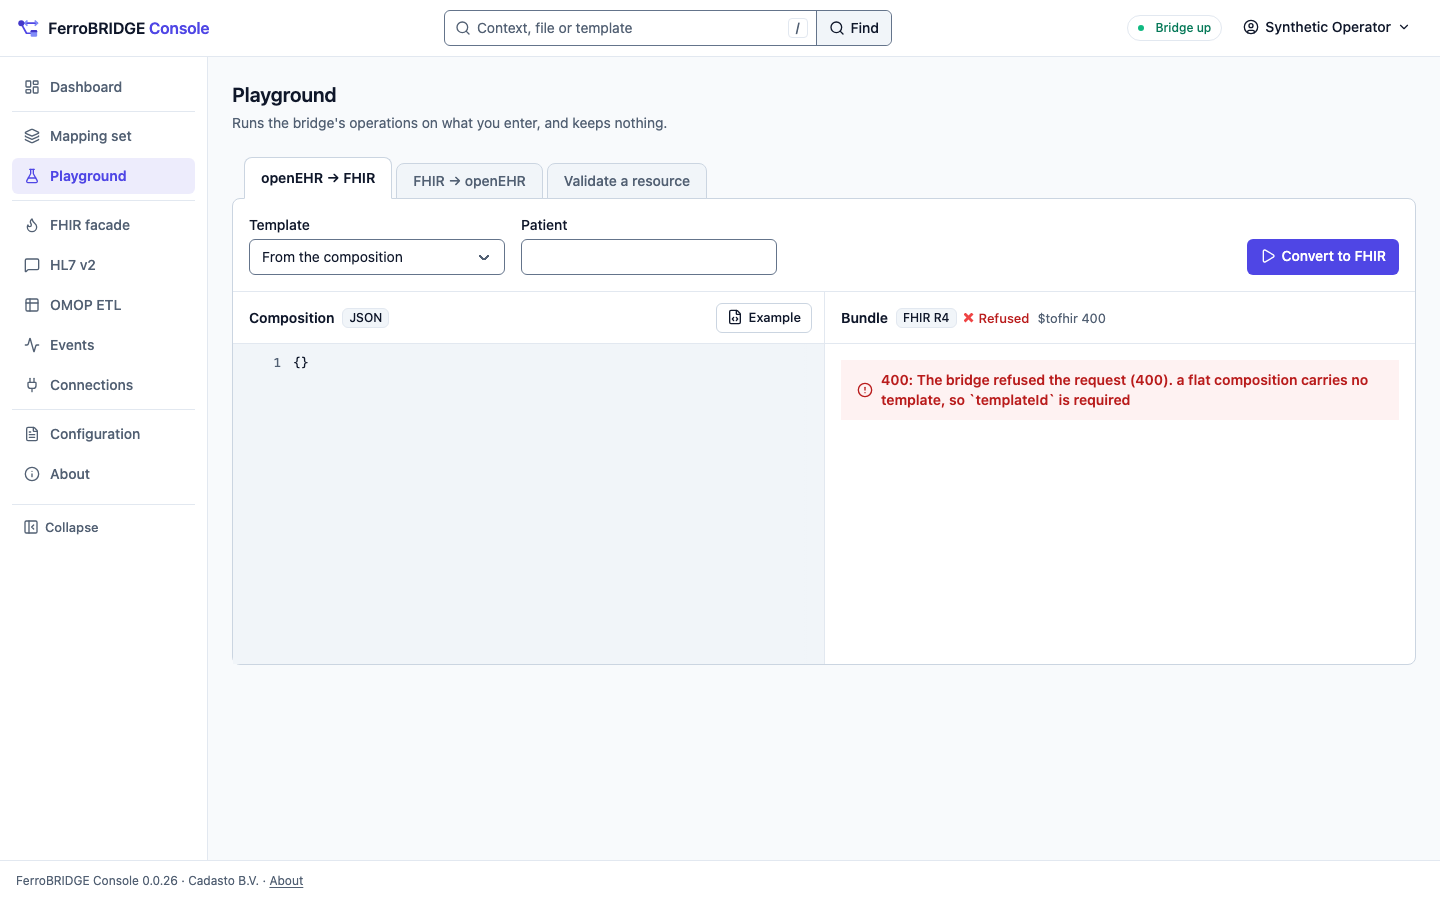 FerroBRIDGE Console
Context, file or template
/
Find
Bridge up
Synthetic Operator
Dashboard
Mapping set
Playground
FHIR facade
HL7 v2
OMOP ETL
Events
Connections
Configuration
About
Collapse
Playground
Runs the bridge's operations on what you enter, and keeps nothing.
openEHR → FHIR
FHIR → openEHR
Validate a resource
Template
Patient
From the composition
Convert to FHIR
Composition JSON
Example
Bundle FHIR R4 Refused $tofhir 400
1 {}
400: The bridge refused the request (400). a flat composition carries no
template, so `templateId` is required
FerroBRIDGE Console 0.0.26 · Cadasto B.V. · About